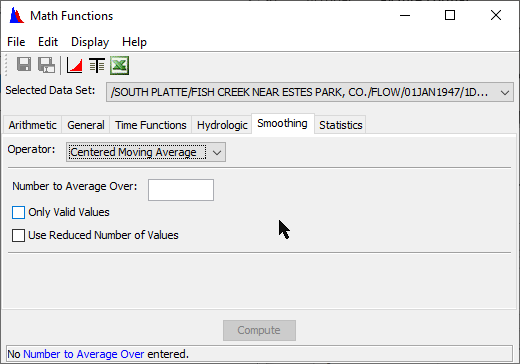 Math Functions
File Edit Display Help
Selected Data Set: /SOUTH PLATTE/FISH CREEK NEAR ESTES PARK, CO./FLOW/01JAN1947/1D...
Arithmetic General Time Functions Hydrologic Smoothing Statistics
Operator: Centered Moving Average
Number to Average Over:
Only Valid Values
Use Reduced Number of Values
Compute
No Number to Average Over entered.